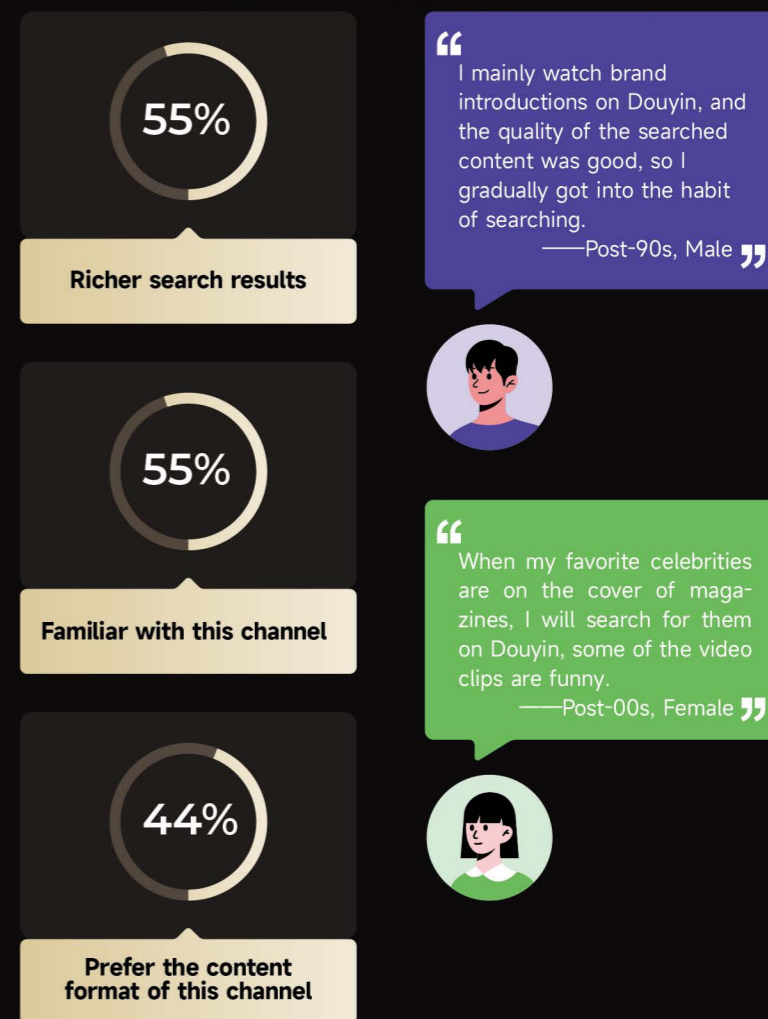 55%
Richer search results
55%
Familiar with this channel
44%
Prefer the content
format of this channel
“
I mainly watch brand
introductions on Douyin, and
the quality of the searched
content was good, so I
gradually got into the habit
of searching.
——Post-90s, Male ”
“
When my favorite celebrities
are on the cover of maga-
zines, I will search for them
on Douyin, some of the video
clips are funny.
——Post-00s, Female ”